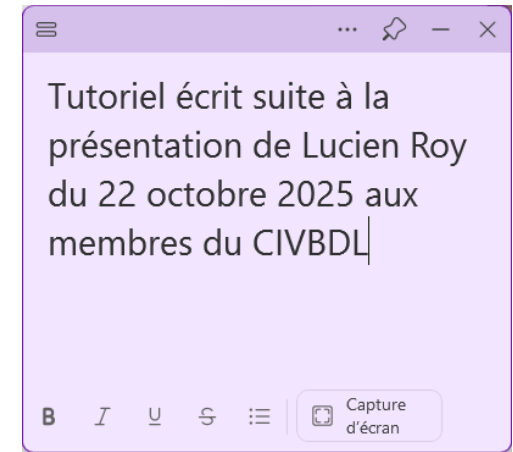 Tutoriel écrit suite à la
présentation de Lucien Roy
du 22 octobre 2025 aux
membres du CIVBDL
B I U S
Capture
d'écran